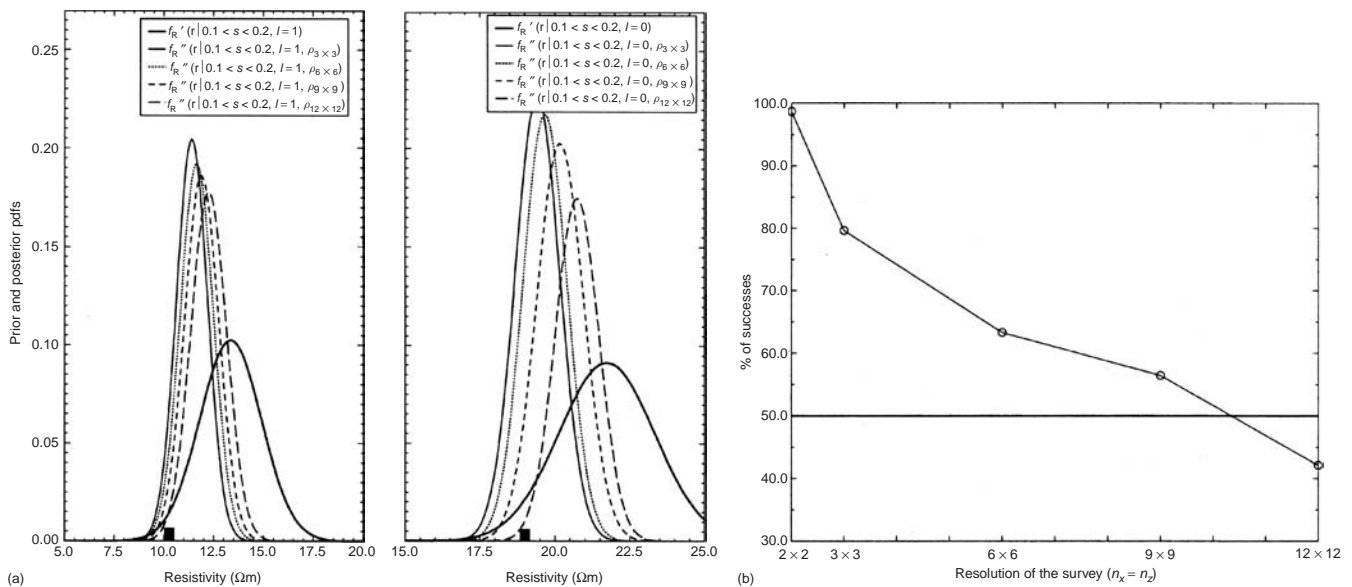 0.25
0.20
0.15
0.10
0.05
0.00
Prior and posterior pdfs
f_R′ (r | 0.1 < s < 0.2, l = 1)
f_R″ (r | 0.1 < s < 0.2, l = 1, ρ_3 × 3)
f_R″ (r | 0.1 < s < 0.2, l = 1, ρ_6 × 6)
f_R″ (r | 0.1 < s < 0.2, l = 1, ρ_9 × 9)
f_R″ (r | 0.1 < s < 0.2, l = 1, ρ_12 × 12)
5.0 7.5 10.0 12.5 15.0 17.5 20.0
Resistivity (Ωm)
(a)
f_R′ (r | 0.1 < s < 0.2, l = 0)
f_R″ (r | 0.1 < s < 0.2, l = 0, ρ_3 × 3)
f_R″ (r | 0.1 < s < 0.2, l = 0, ρ_6 × 6)
f_R″ (r | 0.1 < s < 0.2, l = 0, ρ_9 × 9)
f_R″ (r | 0.1 < s < 0.2, l = 0, ρ_12 × 12)
15.0 17.5 20.0 22.5 25.0
Resistivity (Ωm)
100.0
90.0
80.0
70.0
60.0
50.0
40.0
30.0
% of successes
2 × 2 3 × 3 6 × 6 9 × 9 12 × 12
Resolution of the survey (n_x = n_z)
(b)